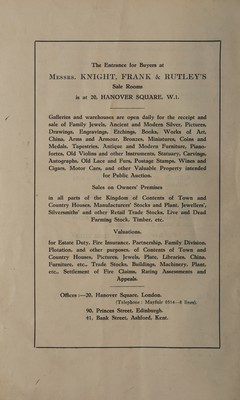 The Entrance for Buyers at
MESSRS. KNIGHT, FRANK & RUTLEY'S
Sale Rooms
is at 20, HANOVER SQUARE, W.1.
Galleries and warehouses are open daily for the receipt and
sale of Family Jewels, Ancient and Modern Silver, Pictures,
Drawings, Engravings, Etchings, Books, Works of Art,
China, Arms and Armour, Bronzes, Miniatures, Coins and
Medals, Tapestries, Antique and Modern Furniture, Piano-
fortes, Old Violins and other Instruments, Statuary, Carvings,
Autographs, Old Lace and Furs, Postage Stamps, Wines and
Cigars, Motor Cars, and other Valuable Property intended
for Public Auction.
Sales on Owners' Premises
in all parts of the Kingdom of Contents of Town and
Country Houses, Manufacturers' Stocks and Plant, Jewellers',
Silversmiths' and other Retail Trade Stocks, Live and Dead
Farming Stock, Timber, etc.
Valuations.
for Estate Duty, Fire Insurance, Partnership, Family Division,
Flotation, and other purposes, of Contents of Town and
Country Houses, Pictures, Jewels, Plate, Libraries, China,
Furniture, etc., Trade Stocks, Buildings, Machinery, Plant,
etc., Settlement of Fire Claims, Rating Assessments and
Appeals.
Offices :—20, Hanover Square, London
(Telephone : Mayfair
90, Princes Street, Edinburgh.
41, Bank Street, Ashford, Kent.